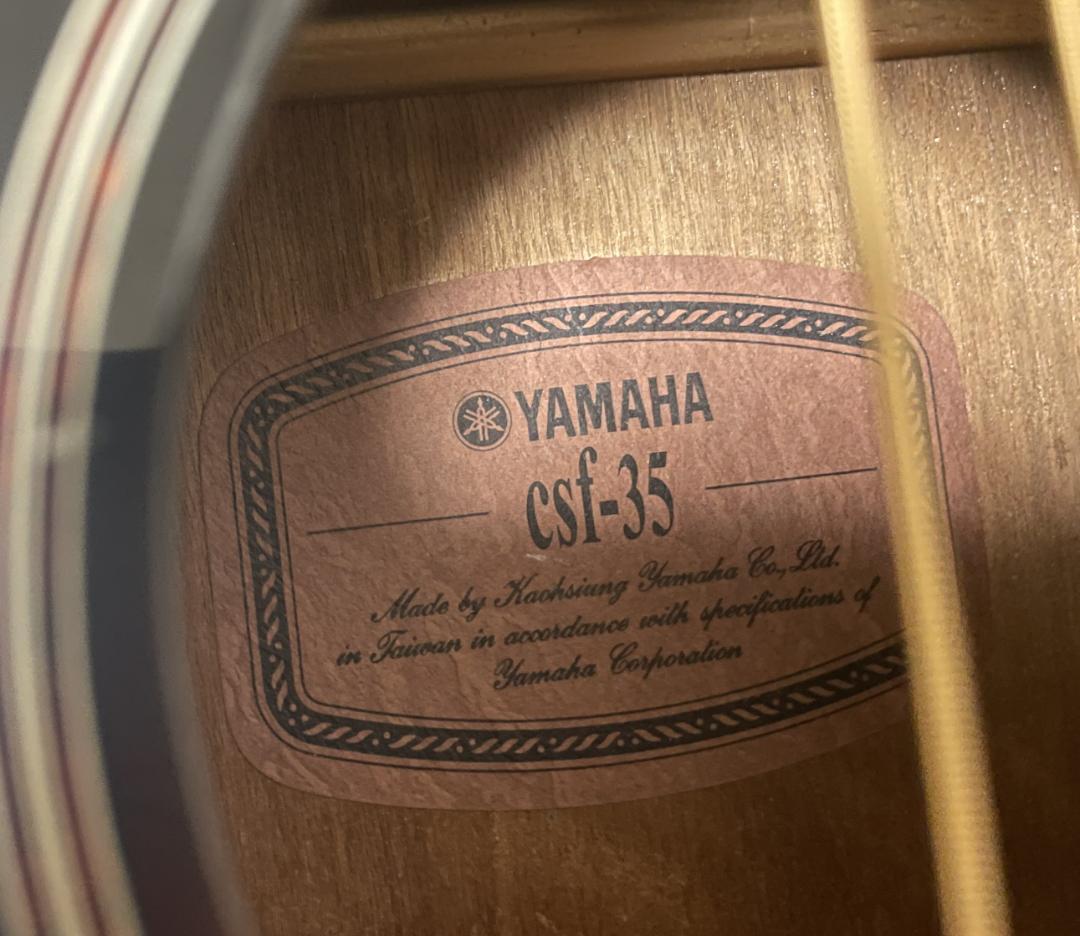 YAMAHA
csf-35
Made by Kaohsiung Yamaha Co., Ltd.
in Taiwan in accordance with specifications of
Yamaha Corporation